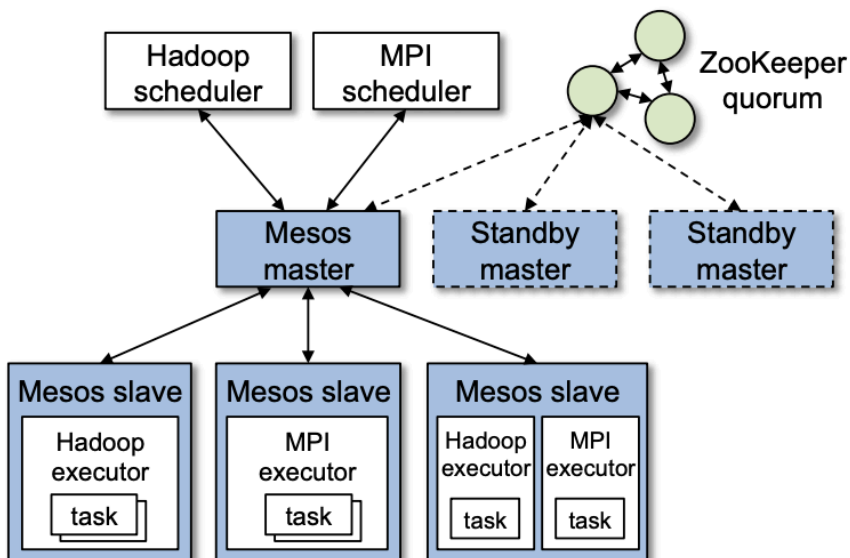 Hadoop
scheduler
MPI
scheduler
ZooKeeper
quorum
Mesos
master
Standby
master
Standby
master
Mesos slave
Hadoop
executor
task
Mesos slave
MPI
executor
task
Mesos slave
Hadoop
executor
task
MPI
executor
task